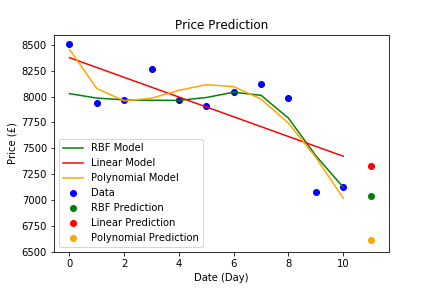 Price Prediction
8500
8250
8000
7750
7500
7250
7000
6750
6500
Price (£)
RBF Model
Linear Model
Polynomial Model
Data
RBF Prediction
Linear Prediction
Polynomial Prediction
0 2 4 6 8 10
Date (Day)